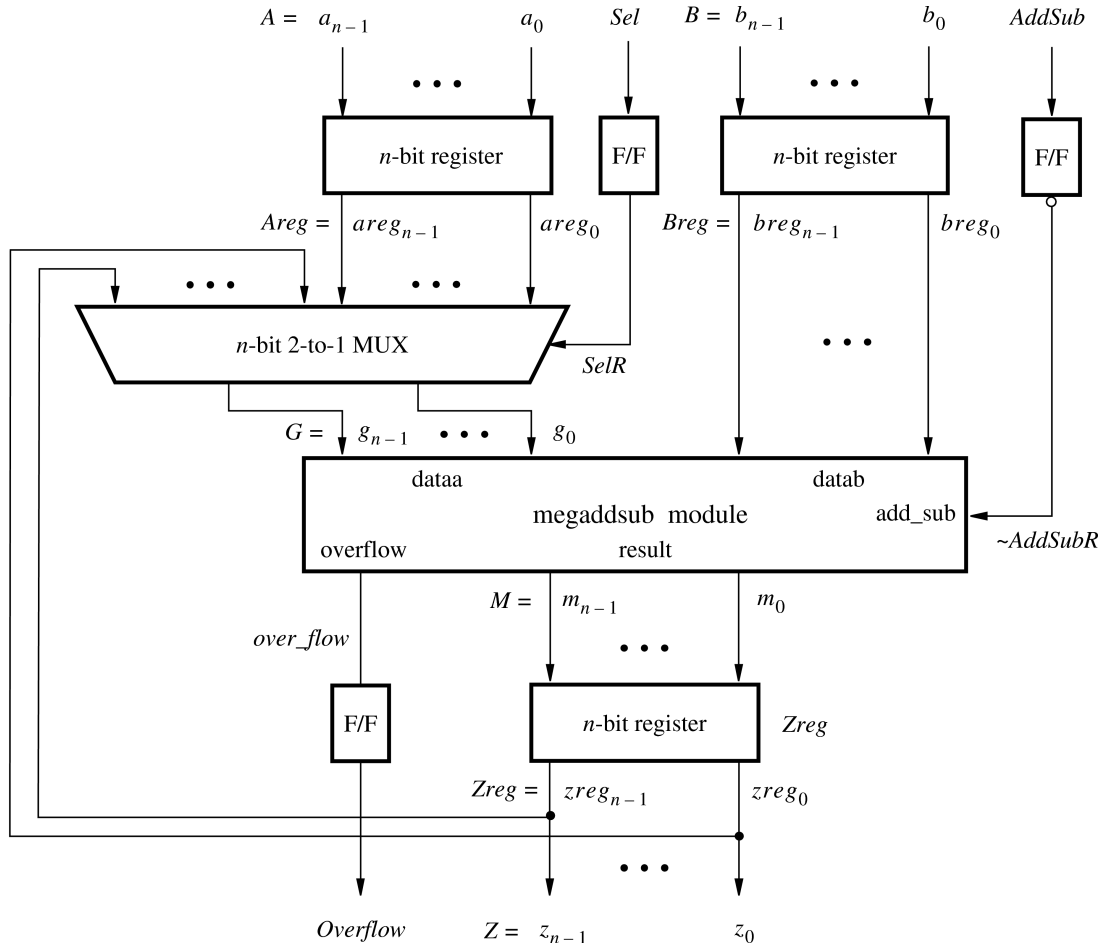 A = a_{n – 1} a_0 Sel B = b_{n – 1} b_0 AddSub
n-bit register F/F n-bit register F/F
Areg = areg_{n – 1} areg_0 Breg = breg_{n – 1} breg_0
n-bit 2-to-1 MUX
SelR
G = g_{n – 1} g_0
dataa datab
megaddsub module add_sub
overflow result ~AddSubR
M = m_{n – 1} m_0
over_flow
F/F n-bit register Zreg
Zreg = zreg_{n – 1} zreg_0
Overflow Z = z_{n – 1} z_0